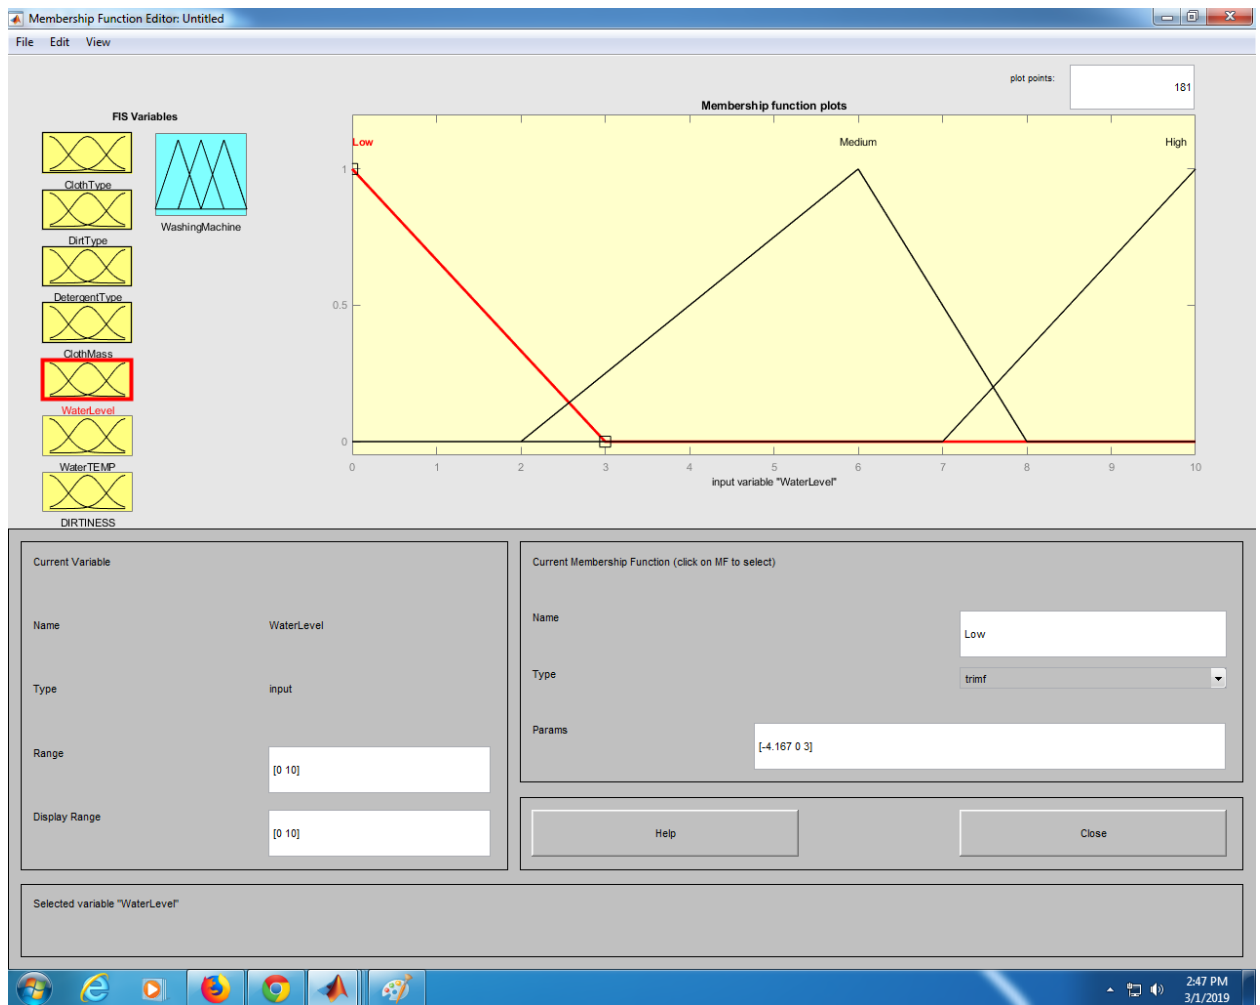 Membership Function Editor: Untitled
File Edit View
plot points:
181
FIS Variables
ClothType
DirtType
DetergentType
ClothMass
WaterLevel
WaterTEMP
DIRTINESS
WashingMachine
Membership function plots
Low Medium High
1
0.5
0
0 1 2 3 4 5 6 7 8 9 10
input variable "WaterLevel"
Current Variable
Name WaterLevel
Type input
Range [0 10]
Display Range [0 10]
Current Membership Function (click on MF to select)
Name Low
Type trimf
Params [-4.167 0 3]
Help Close
Selected variable "WaterLevel"
2:47 PM
3/1/2019